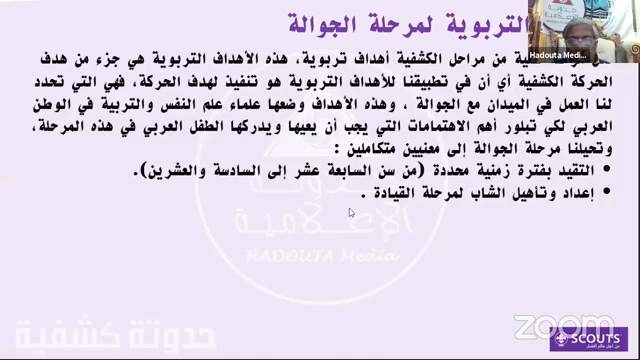 التربوية لمرحلة الجوالة
من مراحل الكشفية أهداف تربوية، هذه الأهداف التربوية هي جزء من هدف
الحركة الكشفية أي أن في تطبيقنا للأهداف التربوية هو تنفيذ لهدف الحركة، فهي التي تحدد
لنا العمل في الميدان مع الجوالة ، وهذه الأهداف وضعها علماء علم النفس والتربية في الوطن
العربي لكي تبلور أهم الاهتمامات التي يجب أن يعيها ويدركها الطفل العربي في هذه المرحلة،
وتحيلنا مرحلة الجوالة إلى معنيين متكاملين :
• التقيد بفترة زمنية محددة (من سن السابعة عشر إلى السادسة والعشرين).
• إعداد وتأهيل الشاب لمرحلة القيادة .
Hadouta Medi...
حدوتة
الإعلامية
HADOUTA Media
حدوتة كشفية
zoom
SCOUTS